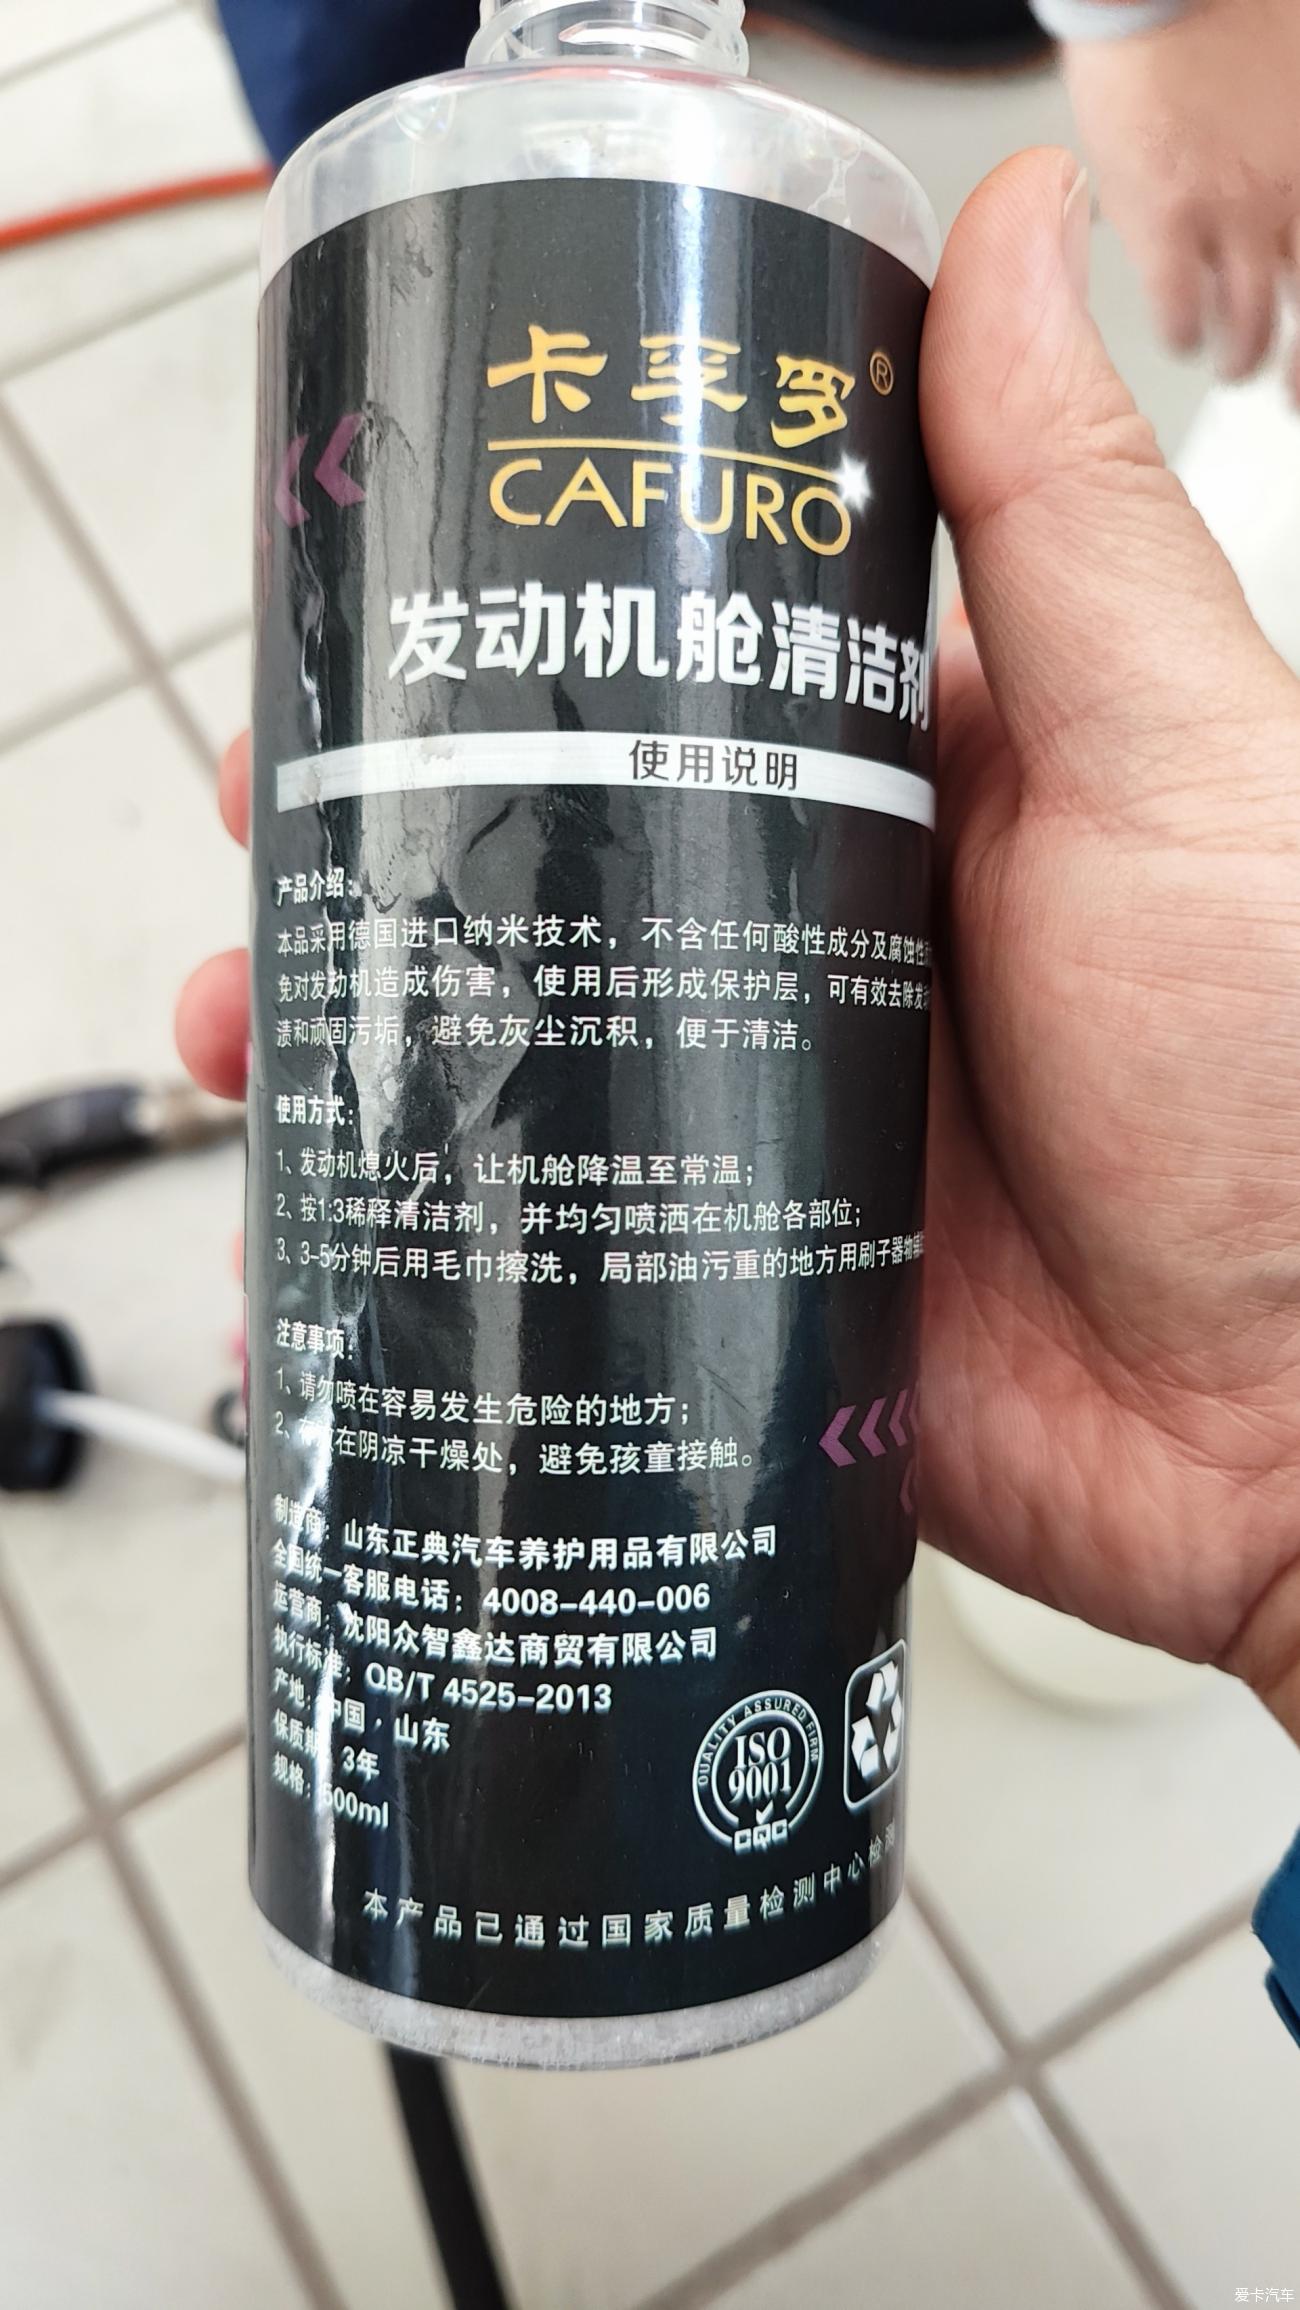 卡孚罗®
CAFURO
发动机舱清洁剂
使用说明
产品介绍：
本品采用德国进口纳米技术，不含任何酸性成分及腐蚀性
免对发动机造成伤害，使用后形成保护层，可有效去除发
渍和顽固污垢，避免灰尘沉积，便于清洁。
使用方式：
1、发动机熄火后，让机舱降温至常温；
2、按1:3稀释清洁剂，并均匀喷洒在机舱各部位；
3、3-5分钟后用毛巾擦洗，局部油污重的地方用刷子器物
注意事项：
1、请勿喷在容易发生危险的地方；
2、存放在阴凉干燥处，避免孩童接触。
制造商：山东正典汽车养护用品有限公司
全国统一客服电话：4008-440-006
运营商：沈阳众智鑫达商贸有限公司
执行标准：QB/T 4525-2013
产地：中国·山东
保质期：3年
规格：500ml
QUALITY ASSURED FIRM
ISO
9001
CQC
本产品已通过国家质量检测中心检测
爱卡汽车